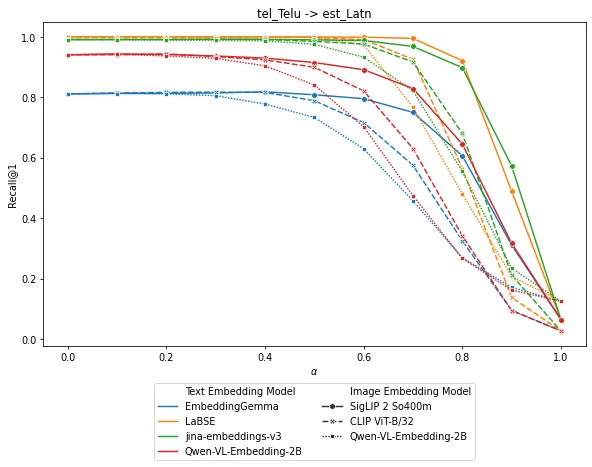 tel_Telu -> est_Latn
1.0
0.8
0.6
0.4
0.2
0.0
Recall@1
0.0 0.2 0.4 0.6 0.8 1.0
α
Text Embedding Model
EmbeddingGemma
LaBSE
jina-embeddings-v3
Qwen-VL-Embedding-2B
Image Embedding Model
SigLIP 2 So400m
CLIP ViT-B/32
Qwen-VL-Embedding-2B